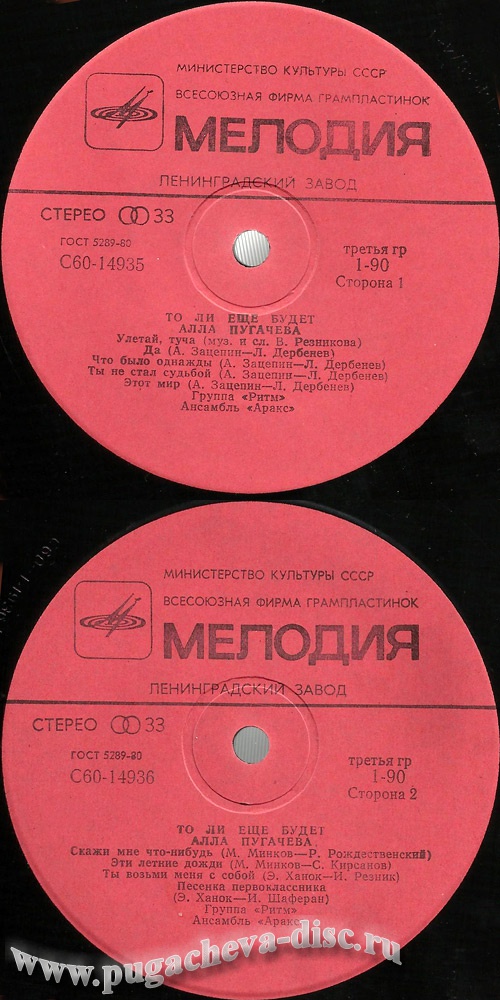 МИНИСТЕРСТВО КУЛЬТУРЫ СССР
ВСЕСОЮЗНАЯ ФИРМА ГРАМПЛАСТИНОК
МЕЛОДИЯ
ЛЕНИНГРАДСКИЙ ЗАВОД
СТЕРЕО 33
ГОСТ 5289-80
С60-14935
третья гр
1-90
Сторона 1
ТО ЛИ ЕЩЕ БУДЕТ
АЛЛА ПУГАЧЕВА
Улетай, туча (муз. и сл. В. Резникова)
Да (А. Зацепин—Л. Дербенев)
Что было однажды (А. Зацепин—Л. Дербенев)
Ты не стал судьбой (А. Зацепин—Л. Дербенев)
Этот мир (А. Зацепин—Л. Дербенев)
Группа «Ритм»
Ансамбль «Аракс»
МИНИСТЕРСТВО КУЛЬТУРЫ СССР
ВСЕСОЮЗНАЯ ФИРМА ГРАМПЛАСТИНОК
МЕЛОДИЯ
ЛЕНИНГРАДСКИЙ ЗАВОД
СТЕРЕО 33
ГОСТ 5289-80
С60-14936
третья гр
1-90
Сторона 2
ТО ЛИ ЕЩЕ БУДЕТ
АЛЛА ПУГАЧЕВА
Скажи мне что-нибудь (М. Минков—Р. Рождественский)
Эти летние дожди (М. Минков—С. Кирсанов)
Ты возьми меня с собой (Э. Ханок—И. Резник)
Песенка первоклассника
(Э. Ханок—И. Шаферан)
Группа «Ритм»
Ансамбль «Аракс»
www.pugacheva-disc.ru